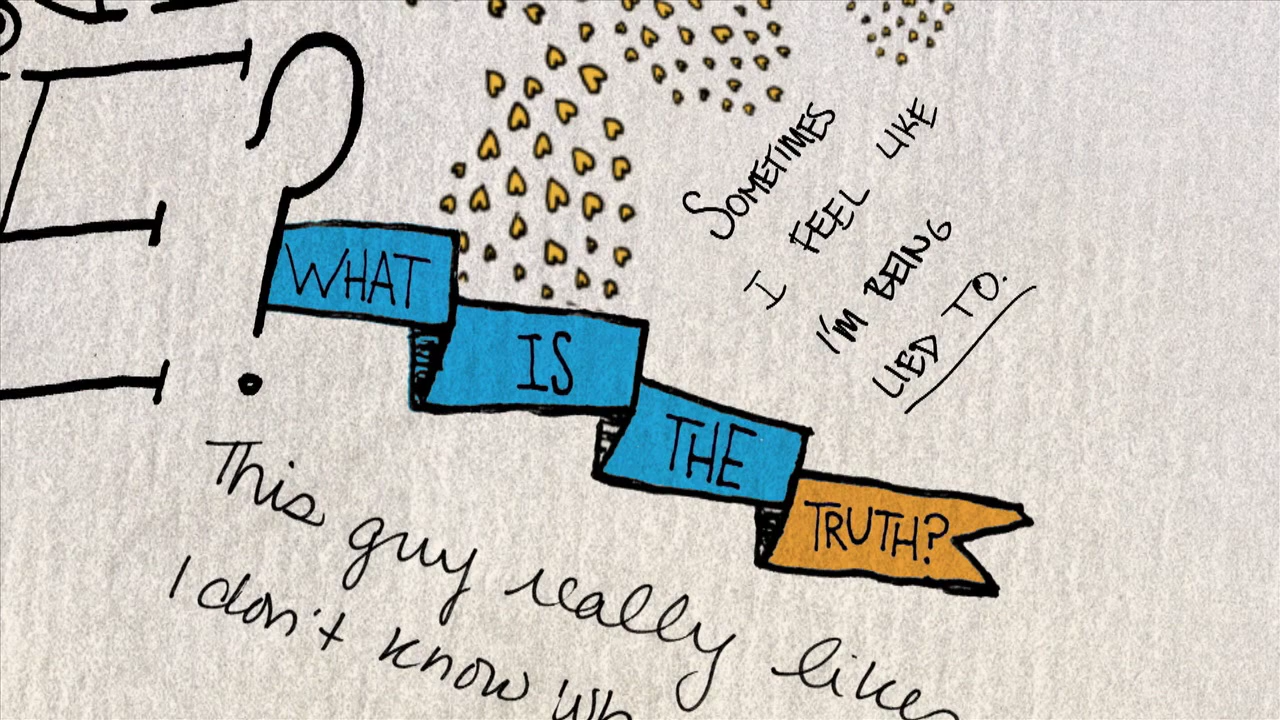 ?
SOMETIMES
I FEEL LIKE
I'M BEING
LIED TO.
WHAT
IS
THE
TRUTH?
This guy really likes
I don't know